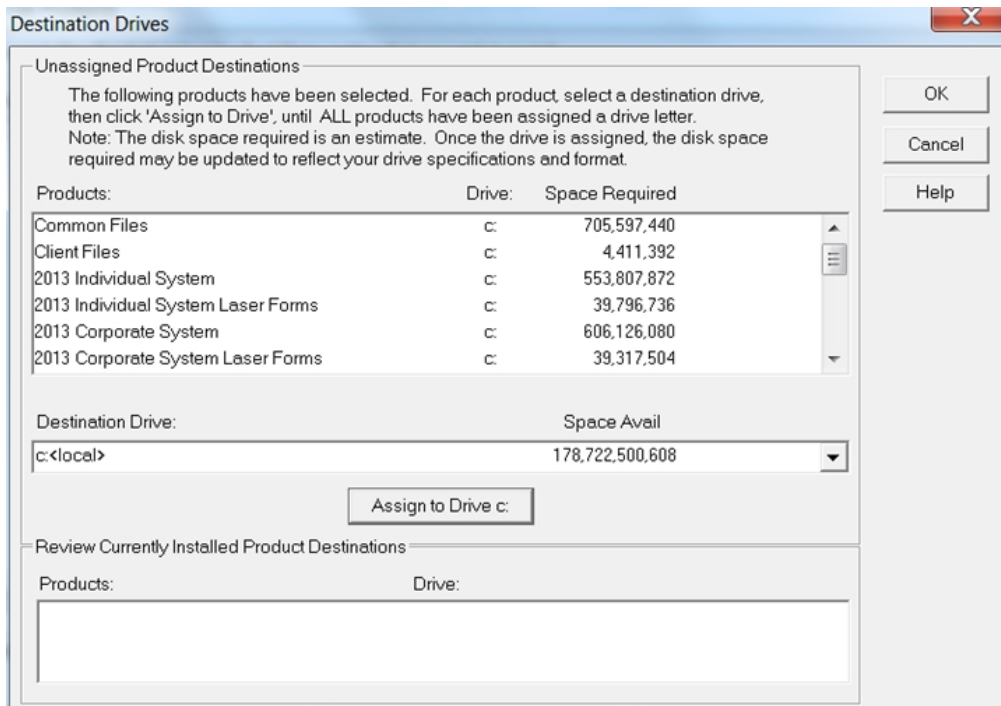 Destination Drives
Unassigned Product Destinations
The following products have been selected. For each product, select a destination drive,
then click 'Assign to Drive', until ALL products have been assigned a drive letter.
Note: The disk space required is an estimate. Once the drive is assigned, the disk space
required may be updated to reflect your drive specifications and format.
OK
Cancel
Help
Products: Drive: Space Required
Common Files c: 705,597,440
Client Files c: 4,411,392
2013 Individual System c: 553,807,872
2013 Individual System Laser Forms c: 39,796,736
2013 Corporate System c: 606,126,080
2013 Corporate System Laser Forms c: 39,317,504
Destination Drive: Space Avail
c:<local> 178,722,500,608
Assign to Drive c:
Review Currently Installed Product Destinations
Products: Drive: